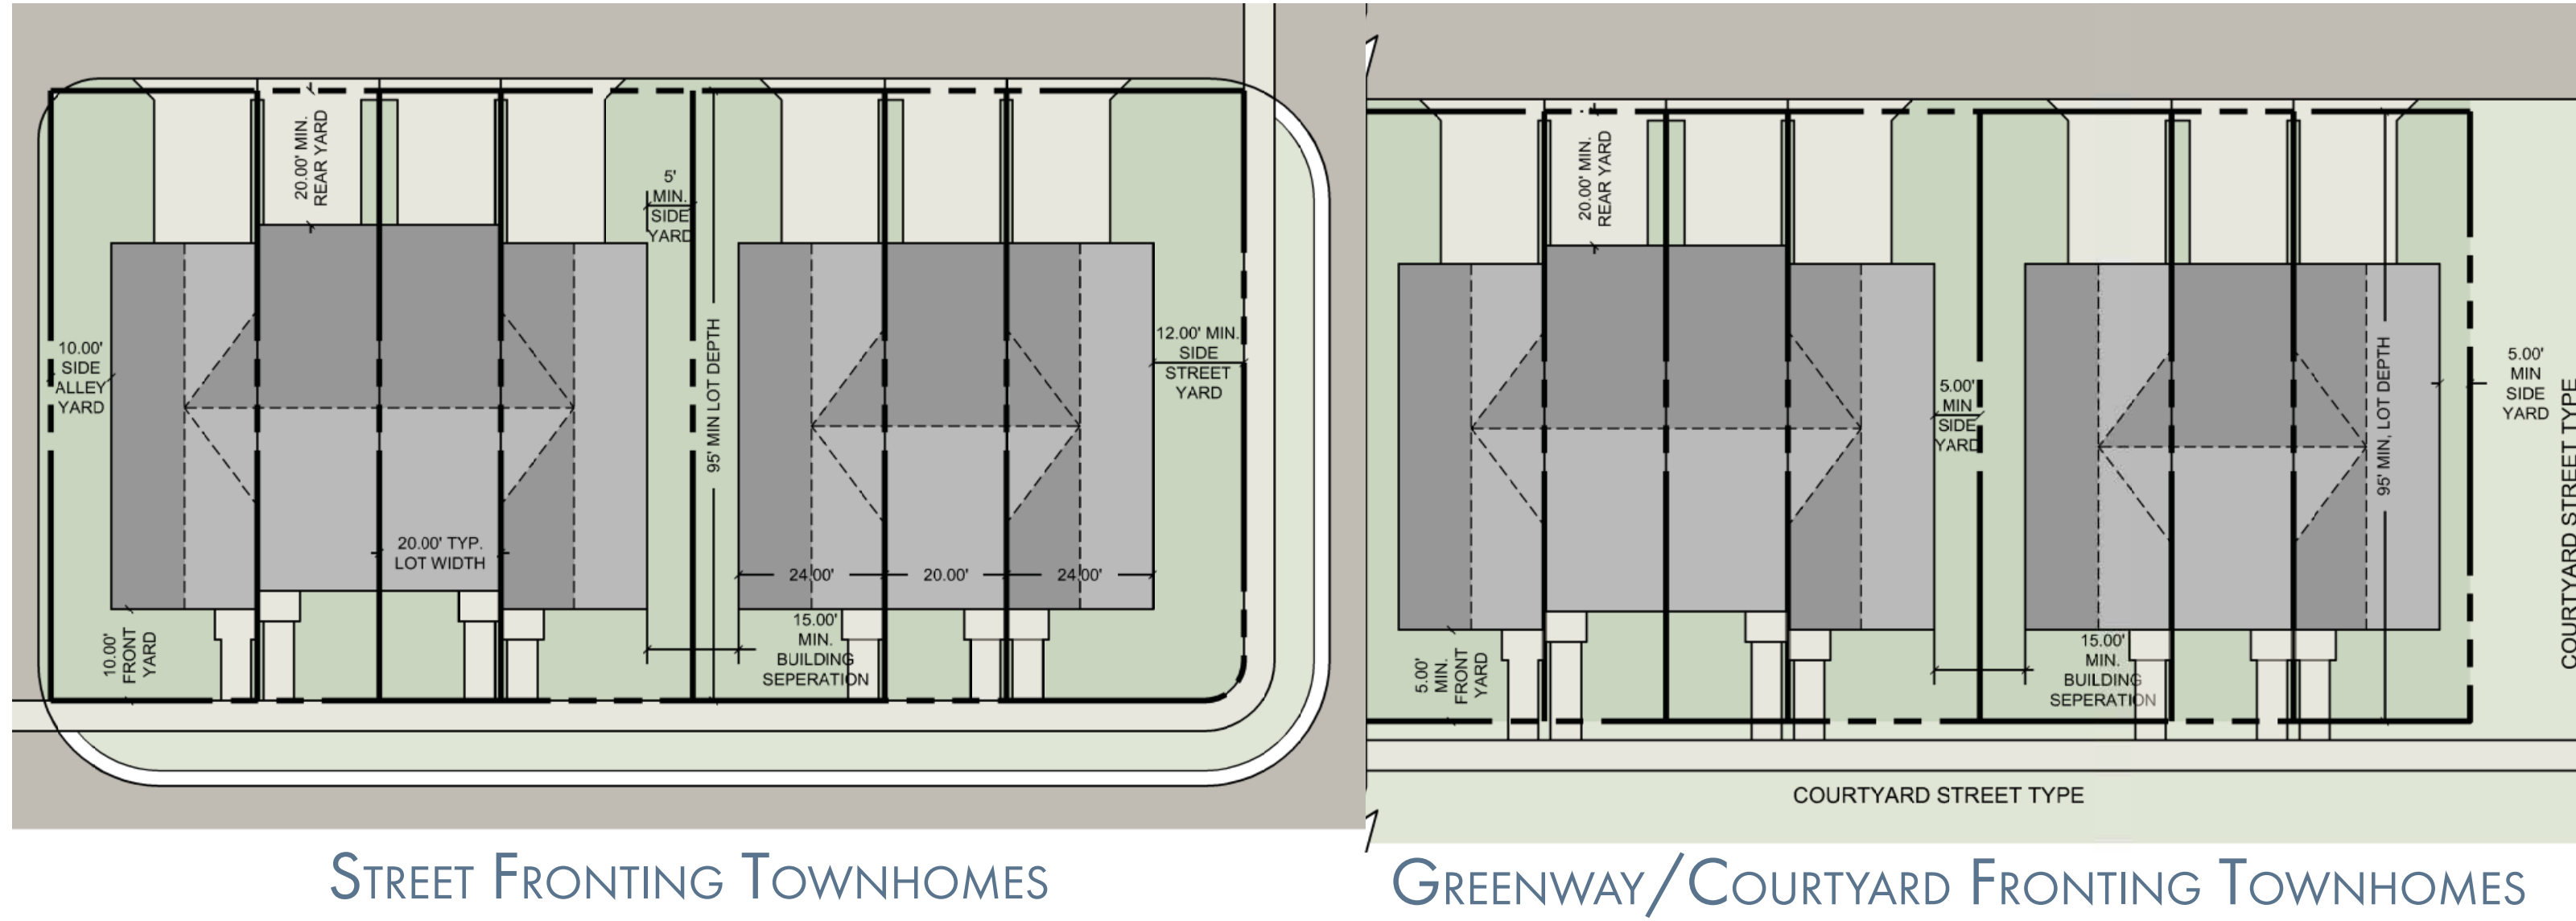 20.00' MIN.
REAR YARD
5'
MIN.
SIDE
YARD
10.00'
SIDE
ALLEY
YARD
95' MIN LOT DEPTH
12.00' MIN.
SIDE
STREET
YARD
20.00' TYP.
LOT WIDTH
24.00'
20.00'
24.00'
10.00'
FRONT
YARD
15.00'
MIN.
BUILDING
SEPERATION
STREET FRONTING TOWNHOMES
20.00' MIN.
REAR YARD
5.00'
MIN
SIDE
YARD
95' MIN, LOT DEPTH
5.00'
MIN
SIDE
YARD
COURTYARD STREET TYPE
5.00'
MIN.
FRONT
YARD
15.00'
MIN.
BUILDING
SEPERATION
COURTYARD STREET TYPE
GREENWAY/COURTYARD FRONTING TOWNHOMES